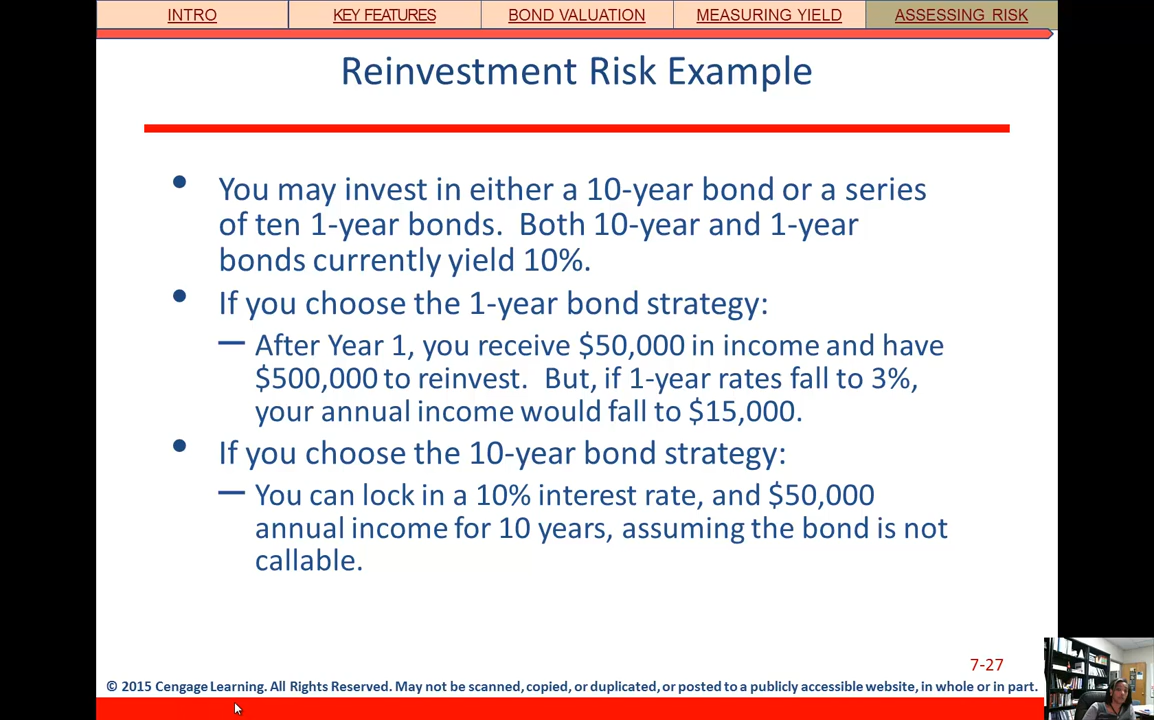 INTRO KEY FEATURES BOND VALUATION MEASURING YIELD ASSESSING RISK
Reinvestment Risk Example
• You may invest in either a 10-year bond or a series
of ten 1-year bonds.  Both 10-year and 1-year
bonds currently yield 10%.
• If you choose the 1-year bond strategy:
– After Year 1, you receive $50,000 in income and have
$500,000 to reinvest.  But, if 1-year rates fall to 3%,
your annual income would fall to $15,000.
• If you choose the 10-year bond strategy:
– You can lock in a 10% interest rate, and $50,000
annual income for 10 years, assuming the bond is not
callable.
7-27
© 2015 Cengage Learning. All Rights Reserved. May not be scanned, copied, or duplicated, or posted to a publicly accessible website, in whole or in part.